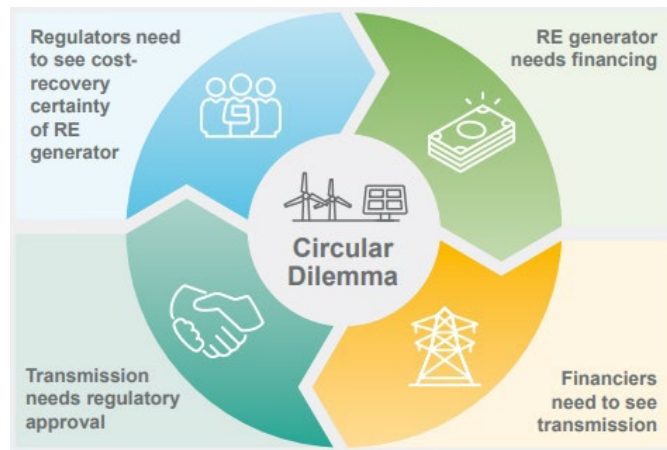 Regulators need
to see cost-
recovery
certainty
of RE
generator
RE generator
needs financing
Circular
Dilemma
Transmission
needs regulatory
approval
Financiers
need to see
transmission